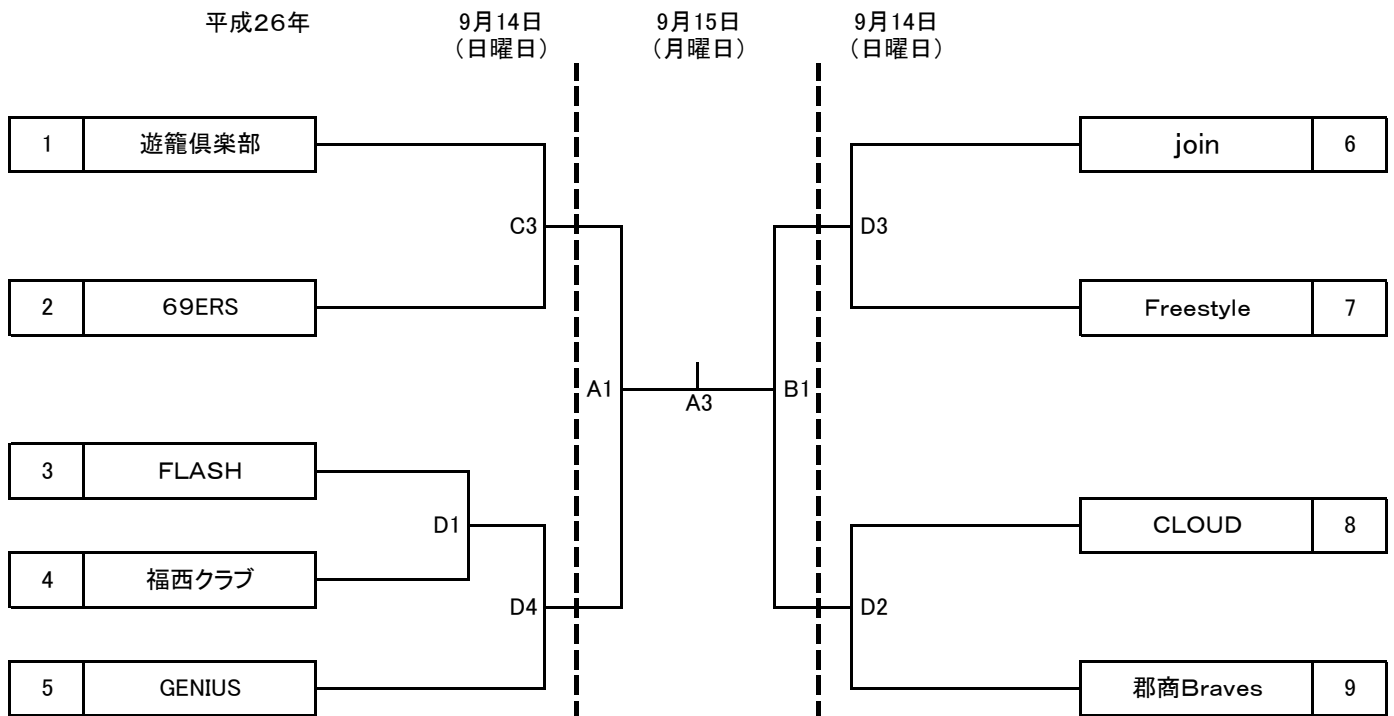 平成26年
9月14日
(日曜日)
9月15日
(月曜日)
9月14日
(日曜日)
1 遊籠倶楽部
join 6
C3
D3
2 69ERS
Freestyle 7
A1
A3
B1
3 FLASH
CLOUD 8
D1
4 福西クラブ
D4
D2
5 GENIUS
郡商Braves 9